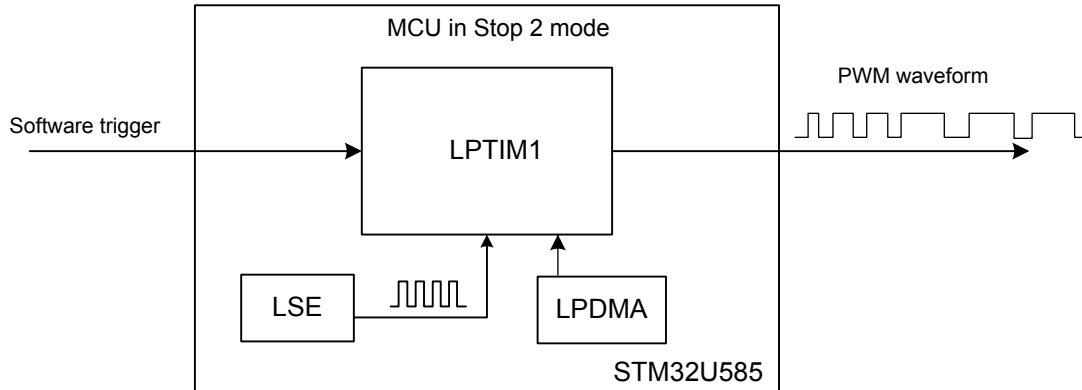 MCU in Stop 2 mode
PWM waveform
Software trigger
LPTIM1
LSE
LPDMA
STM32U585